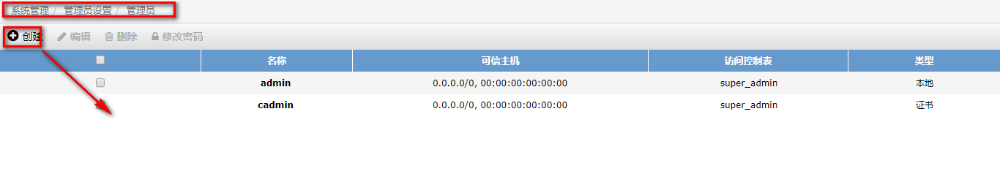 系统管理 / 管理员设置 / 管理员
创建 编辑 删除 修改密码
名称 可信主机 访问控制表 类型
admin 0.0.0.0/0, 00:00:00:00:00:00 super_admin 本地
cadmin 0.0.0.0/0, 00:00:00:00:00:00 super_admin 证书